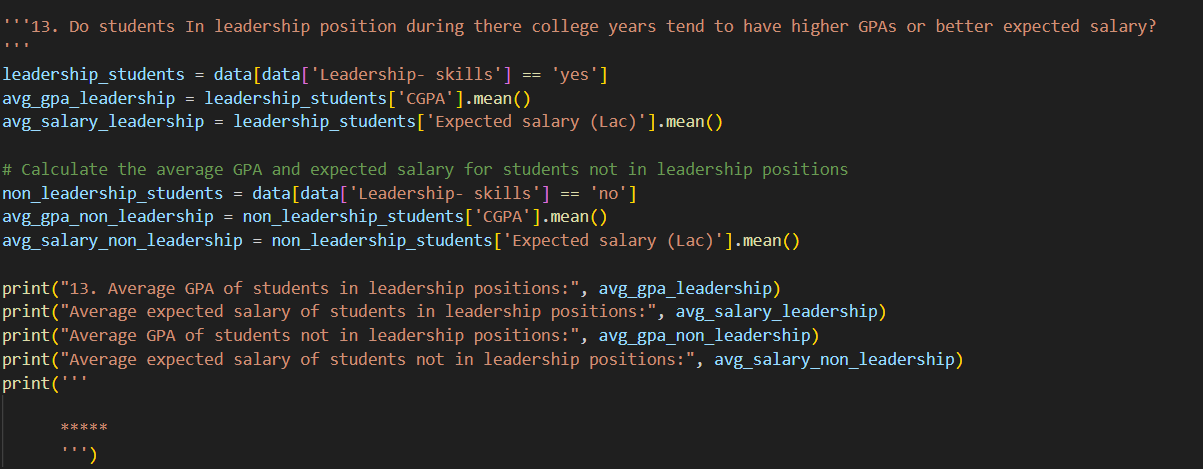 '''13. Do students In leadership position during there college years tend to have higher GPAs or better expected salary?
'''
leadership_students = data[data['Leadership- skills'] == 'yes']
avg_gpa_leadership = leadership_students['CGPA'].mean()
avg_salary_leadership = leadership_students['Expected salary (Lac)'].mean()
# Calculate the average GPA and expected salary for students not in leadership positions
non_leadership_students = data[data['Leadership- skills'] == 'no']
avg_gpa_non_leadership = non_leadership_students['CGPA'].mean()
avg_salary_non_leadership = non_leadership_students['Expected salary (Lac)'].mean()
print("13. Average GPA of students in leadership positions:", avg_gpa_leadership)
print("Average expected salary of students in leadership positions:", avg_salary_leadership)
print("Average GPA of students not in leadership positions:", avg_gpa_non_leadership)
print("Average expected salary of students not in leadership positions:", avg_salary_non_leadership)
print('''
*****
''')